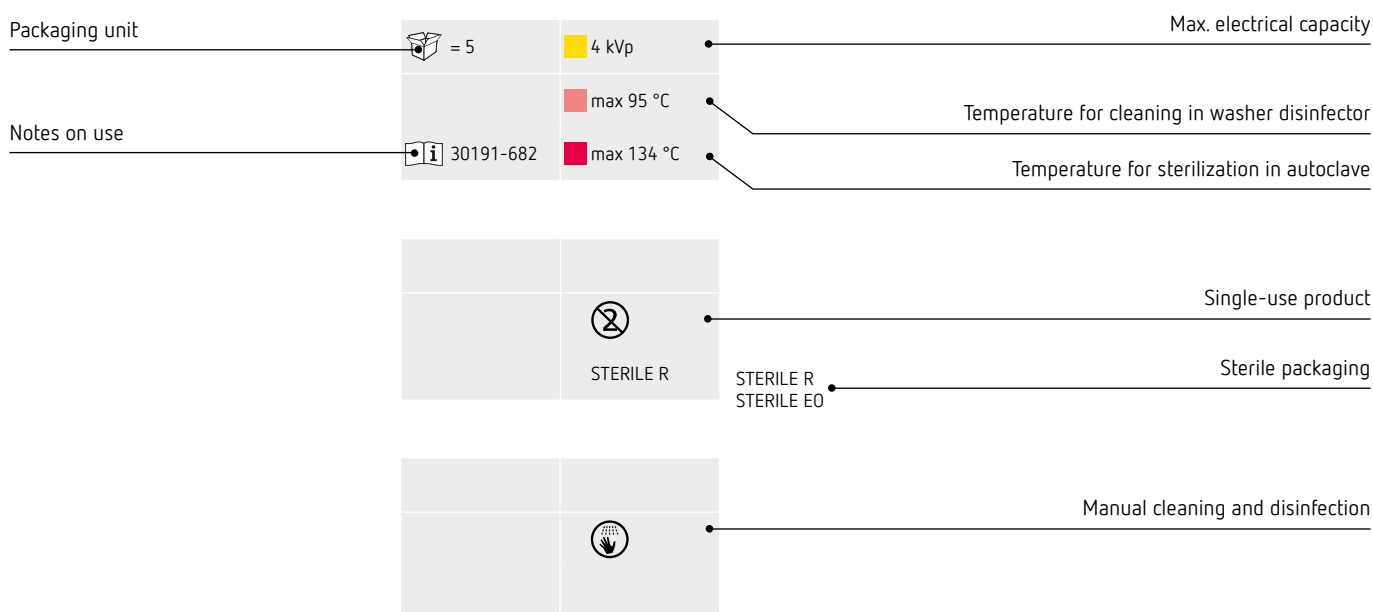 Packaging unit
= 5
4 kVp
Max. electrical capacity
max 95 °C
Temperature for cleaning in washer disinfector
Notes on use
i 30191-682
max 134 °C
Temperature for sterilization in autoclave
2
Single-use product
STERILE R
STERILE R
STERILE EO
Sterile packaging
Manual cleaning and disinfection